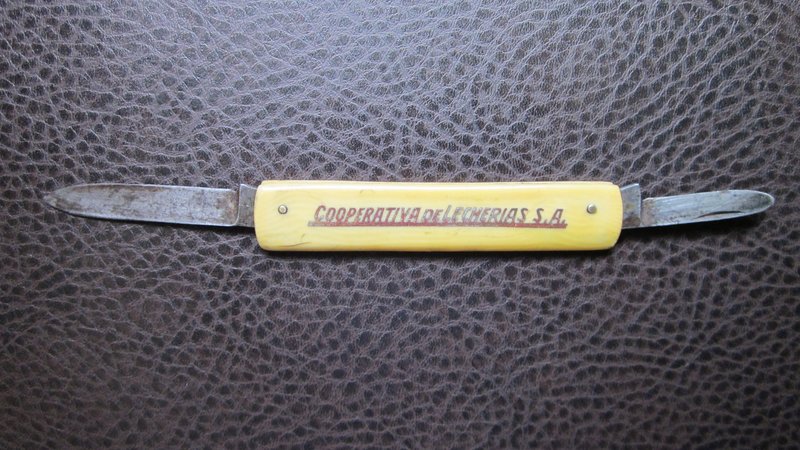 COOPERATIVA DE LECHERIAS S.A.